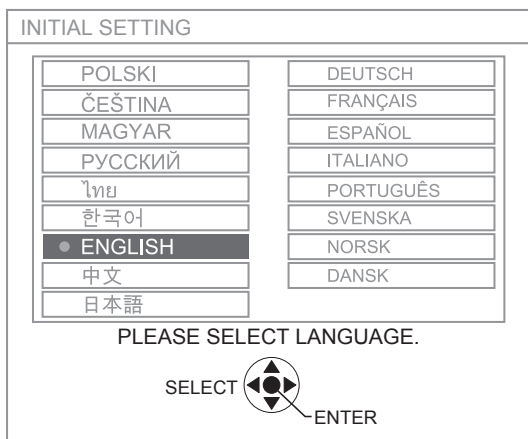 INITIAL SETTING
POLSKI
ČEŠTINA
MAGYAR
РУССКИЙ
ไทย
한국어
ENGLISH
中文
日本語
DEUTSCH
FRANÇAIS
ESPAÑOL
ITALIANO
PORTUGUÊS
SVENSKA
NORSK
DANSK
PLEASE SELECT LANGUAGE.
SELECT
ENTER